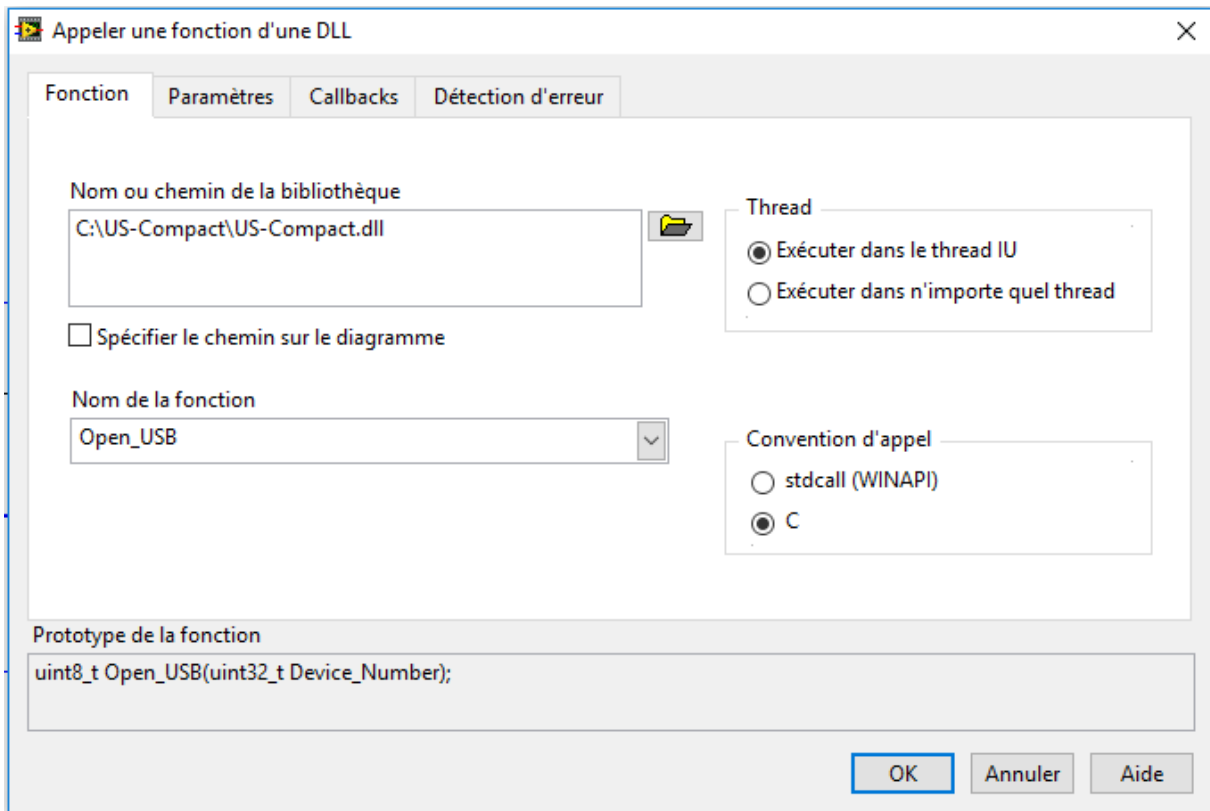 Appeler une fonction d'une DLL
Fonction Paramètres Callbacks Détection d'erreur
Nom ou chemin de la bibliothèque
C:\US-Compact\US-Compact.dll
Thread
Exécuter dans le thread IU
Exécuter dans n'importe quel thread
Spécifier le chemin sur le diagramme
Nom de la fonction
Open_USB
Convention d'appel
stdcall (WINAPI)
C
Prototype de la fonction
uint8_t Open_USB(uint32_t Device_Number);
OK Annuler Aide